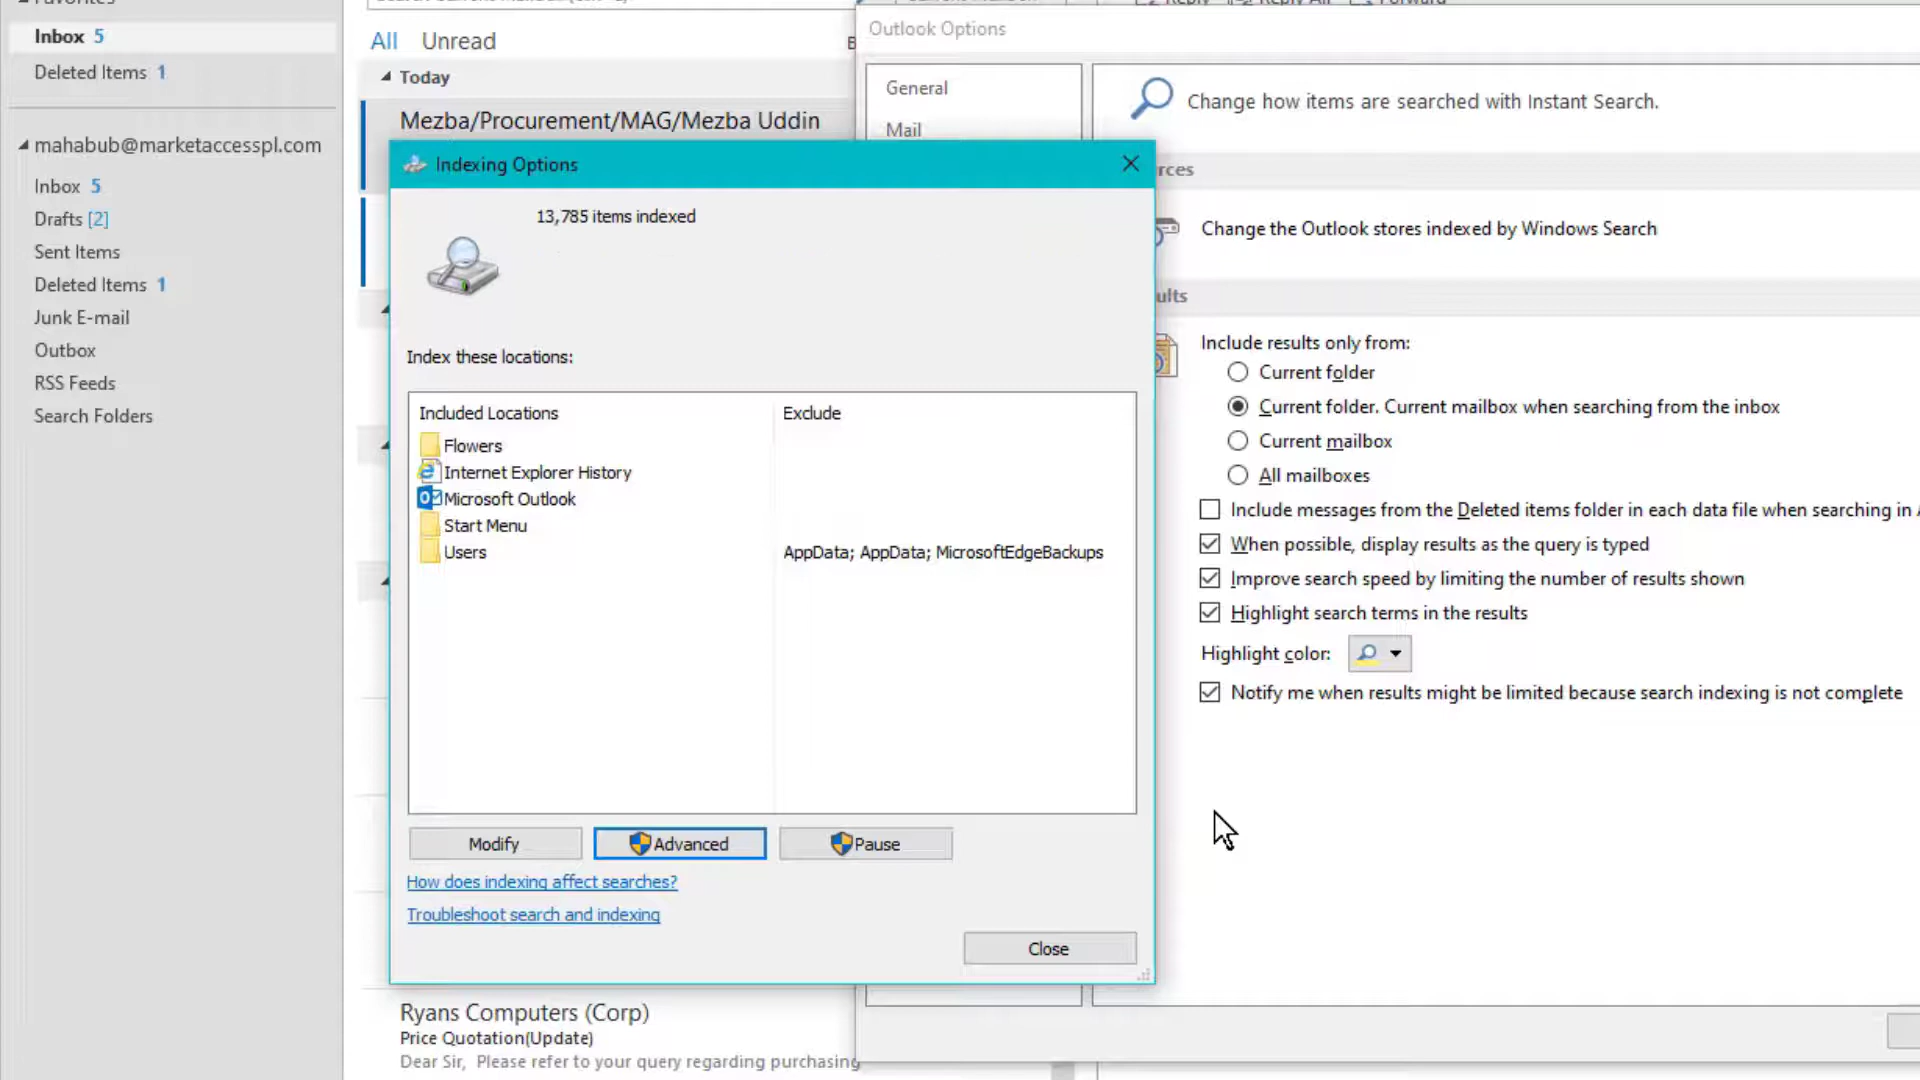 Inbox 5
Deleted Items 1
mahabub@marketaccesspl.com
Inbox 5
Drafts [2]
Sent Items
Deleted Items 1
Junk E-mail
Outbox
RSS Feeds
Search Folders
All Unread
Today
Mezba/Procurement/MAG/Mezba Uddin
Ryans Computers (Corp)
Price Quotation(Update)
Dear Sir, Please refer to your query regarding purchasing
Indexing Options
13,785 items indexed
Index these locations:
Included Locations Exclude
Flowers
Internet Explorer History
Microsoft Outlook
Start Menu
Users AppData; AppData; MicrosoftEdgeBackups
Modify Advanced Pause
How does indexing affect searches?
Troubleshoot search and indexing
Close
Outlook Options
General
Mail
Change how items are searched with Instant Search.
rces
Change the Outlook stores indexed by Windows Search
ults
Include results only from:
Current folder
Current folder. Current mailbox when searching from the inbox
Current mailbox
All mailboxes
Include messages from the Deleted items folder in each data file when searching in
When possible, display results as the query is typed
Improve search speed by limiting the number of results shown
Highlight search terms in the results
Highlight color:
Notify me when results might be limited because search indexing is not complete